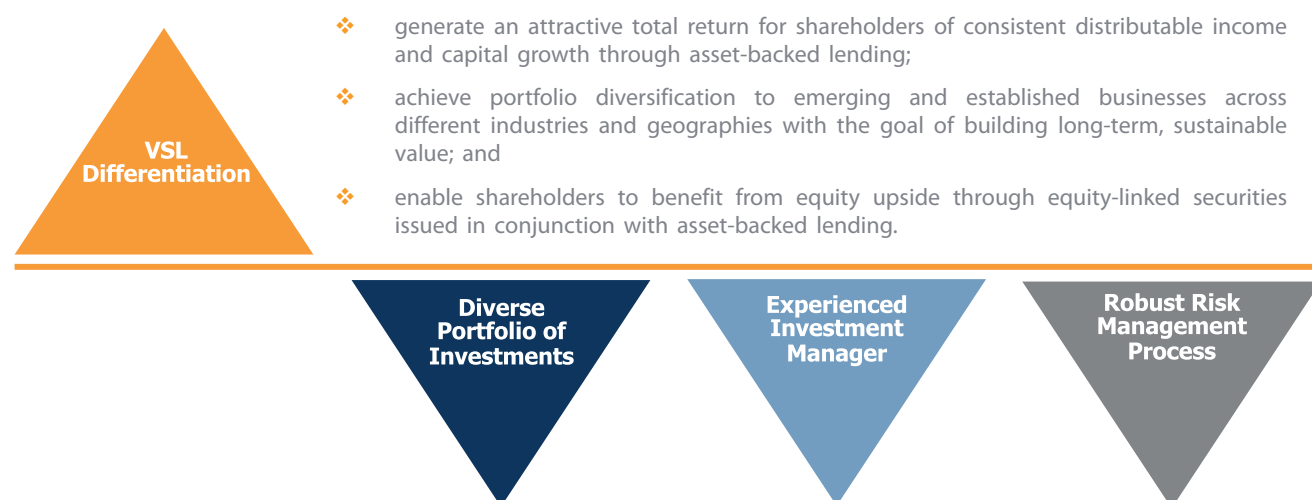 VSL
Differentiation
generate an attractive total return for shareholders of consistent distributable income
and capital growth through asset-backed lending;
achieve portfolio diversification to emerging and established businesses across
different industries and geographies with the goal of building long-term, sustainable
value; and
enable shareholders to benefit from equity upside through equity-linked securities
issued in conjunction with asset-backed lending.
Diverse
Portfolio of
Investments
Experienced
Investment
Manager
Robust Risk
Management
Process